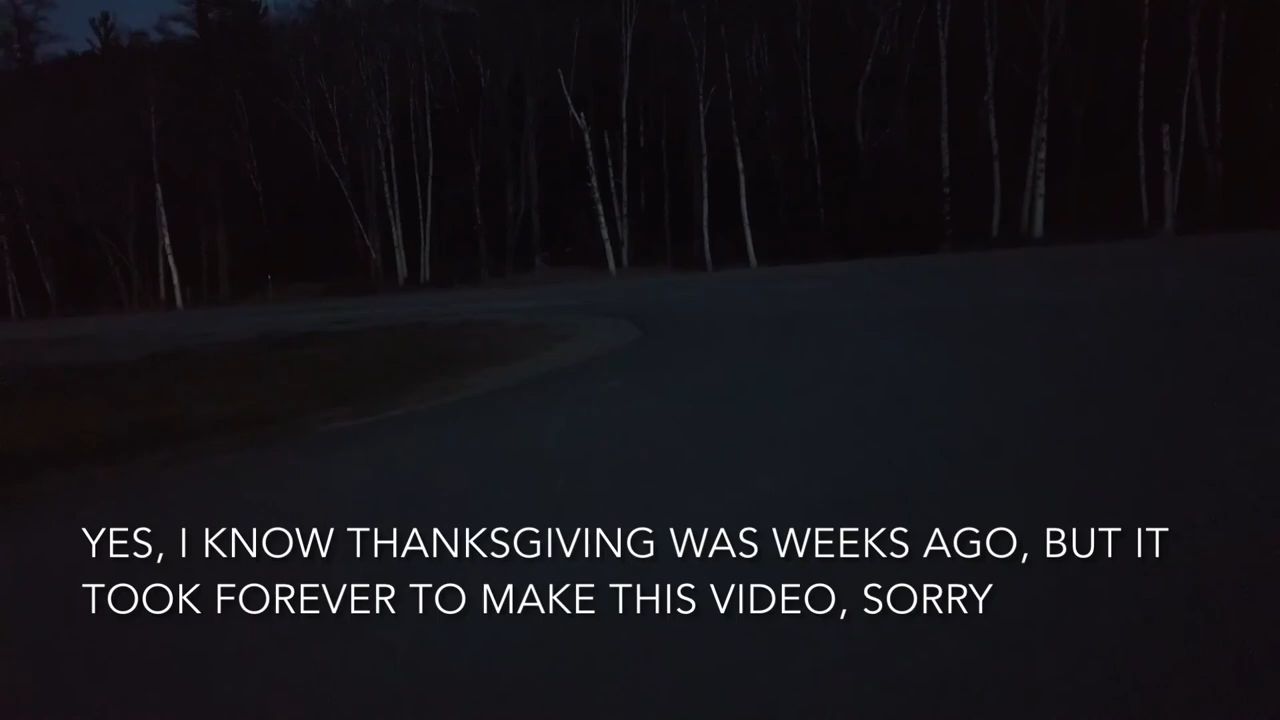 YES, I KNOW THANKSGIVING WAS WEEKS AGO, BUT IT
TOOK FOREVER TO MAKE THIS VIDEO, SORRY